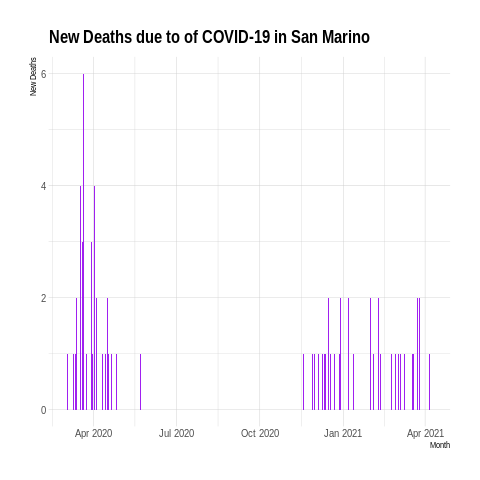 New Deaths due to of COVID-19 in San Marino
New Deaths
6
4
2
0
Apr 2020 Jul 2020 Oct 2020 Jan 2021 Apr 2021
Month